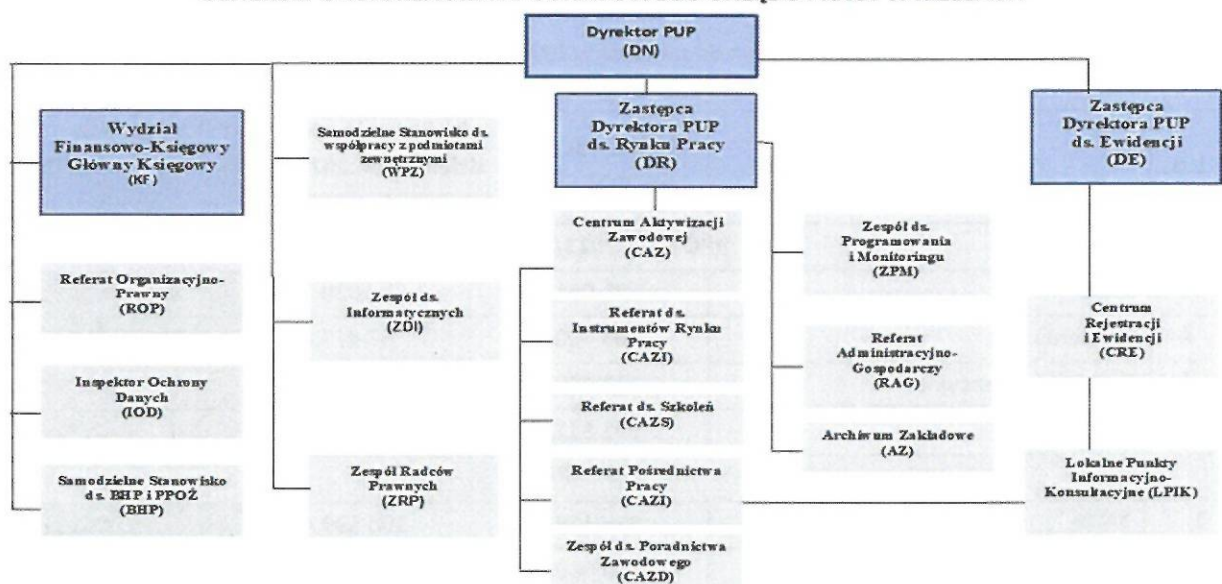 Dyrektor PUP
(DN)
Wydział
Finansowo-Księgowy
Główny Księgowy
(KF)
Referat Organizacyjno-
Prawny
(ROP)
Inspektor Ochrony
Danych
(IOD)
Samodzielne Stanowisko
ds. BHP i PPOŻ
(BHP)
Samodzielne Stanowisko ds.
współpracy z podmiotami
zewnętrznymi
(WPZ)
Zespół ds.
Informatycznych
(ZDI)
Zespół Radców
Prawnych
(ZRP)
Zastępca
Dyrektora PUP
ds. Rynku Pracy
(DR)
Centrum Aktywizacji
Zawodowej
(CAZ)
Referat ds.
Instrumentów Rynku
Pracy
(CAZI)
Referat ds. Szkoleń
(CAZS)
Referat Pośrednictwa
Pracy
(CAZI)
Zespół ds. Poradnictwa
Zawodowego
(CAZD)
Zespół ds.
Programowania
i Monitoringu
(ZPM)
Referat
Administracyjno-
Gospodarczy
(RAG)
Archiwum Zakładowe
(AZ)
Zastępca
Dyrektora PUP
ds. Ewidencji
(DE)
Centrum
Rejestracji
i Ewidencji
(CRE)
Lokalne Punkty
Informacyjno-
Konsultacyjne (LPIK)